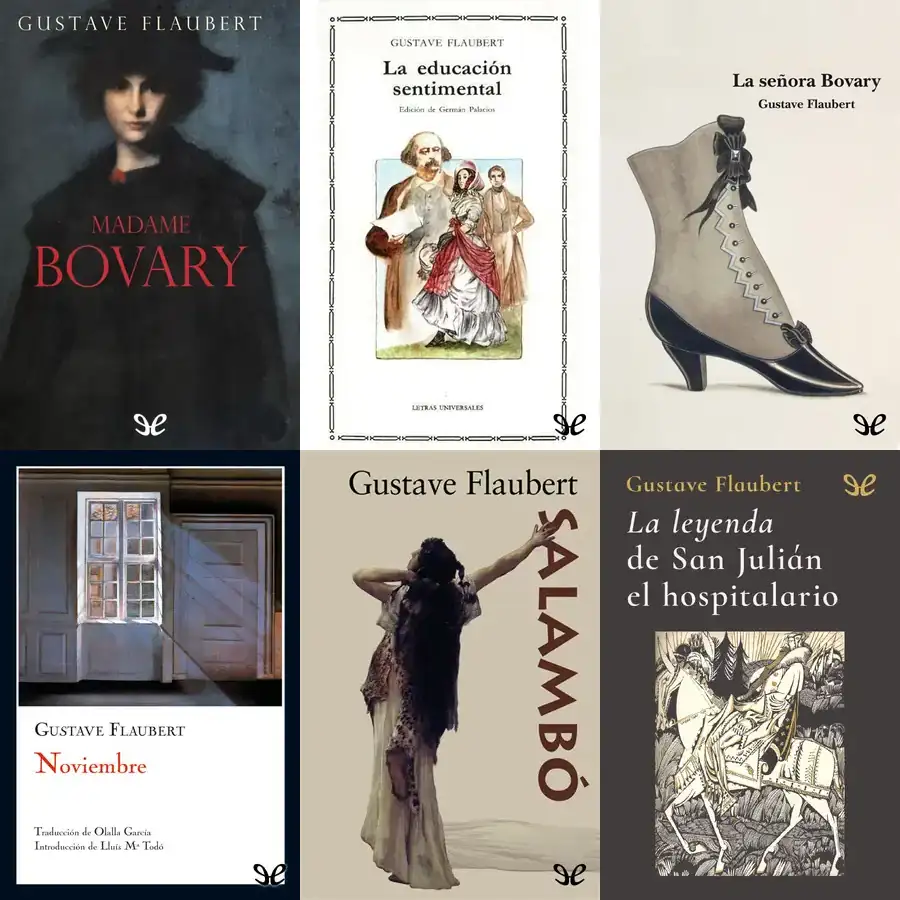 GUSTAVE FLAUBERT
MADAME
BOVARY
GUSTAVE FLAUBERT
La educación
sentimental
Edición de Germán Palacios
LETRAS UNIVERSALES
La señora Bovary
Gustave Flaubert
GUSTAVE FLAUBERT
Noviembre
Traducción de Olalla García
Introducción de Lluís Mª Todó
Gustave Flaubert
SALAMBÓ
Gustave Flaubert
La leyenda
de San Julián
el hospitalario